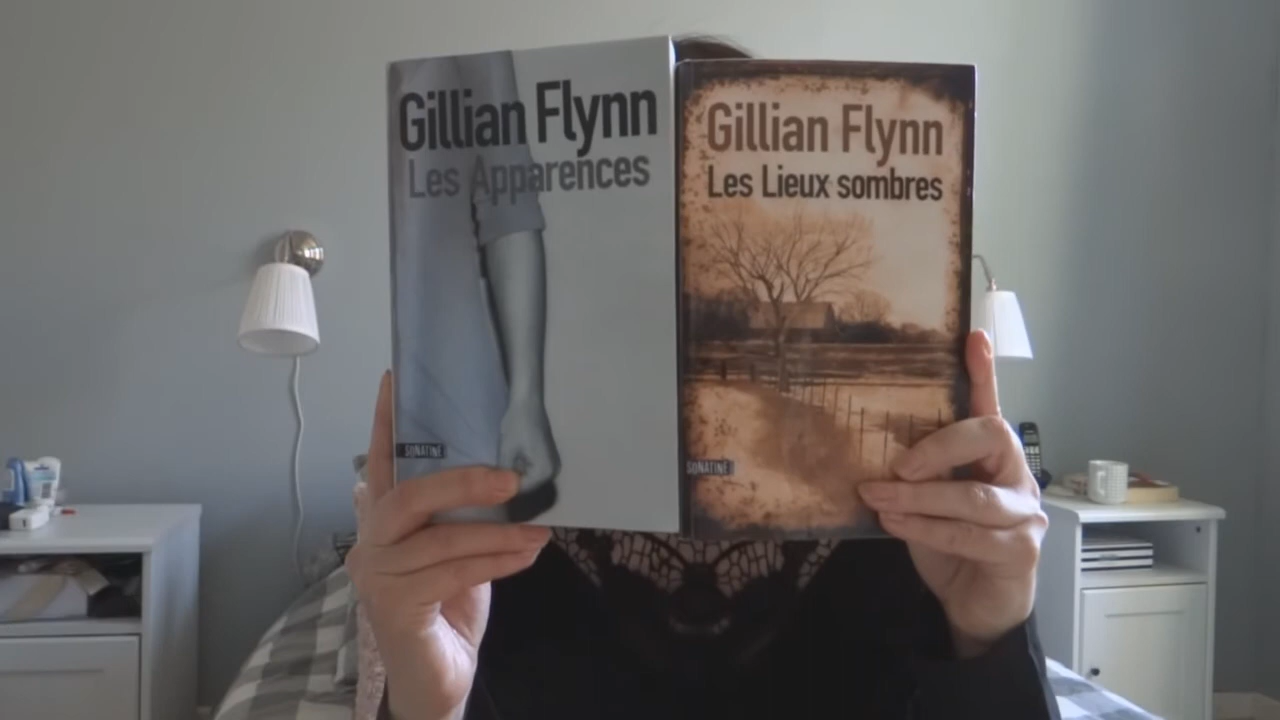 Gillian Flynn
Les Apparences
SONATINE
Gillian Flynn
Les Lieux sombres
SONATINE